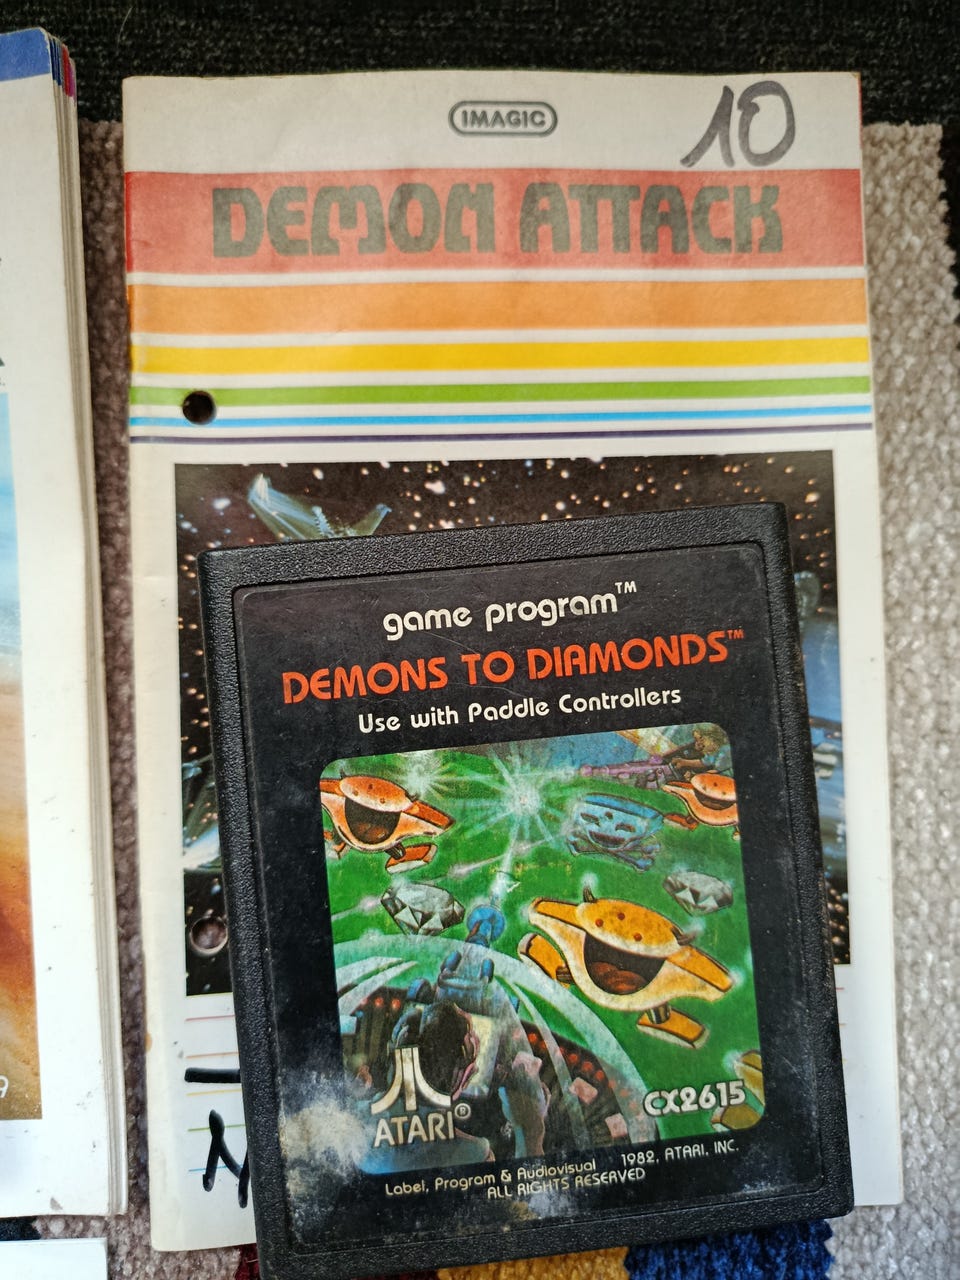 IMAGIC
10
DEMON ATTACK
game program™
DEMONS TO DIAMONDS™
Use with Paddle Controllers
ATARI®
CX2615
Label, Program & Audiovisual 1982, ATARI, INC.
ALL RIGHTS RESERVED
9